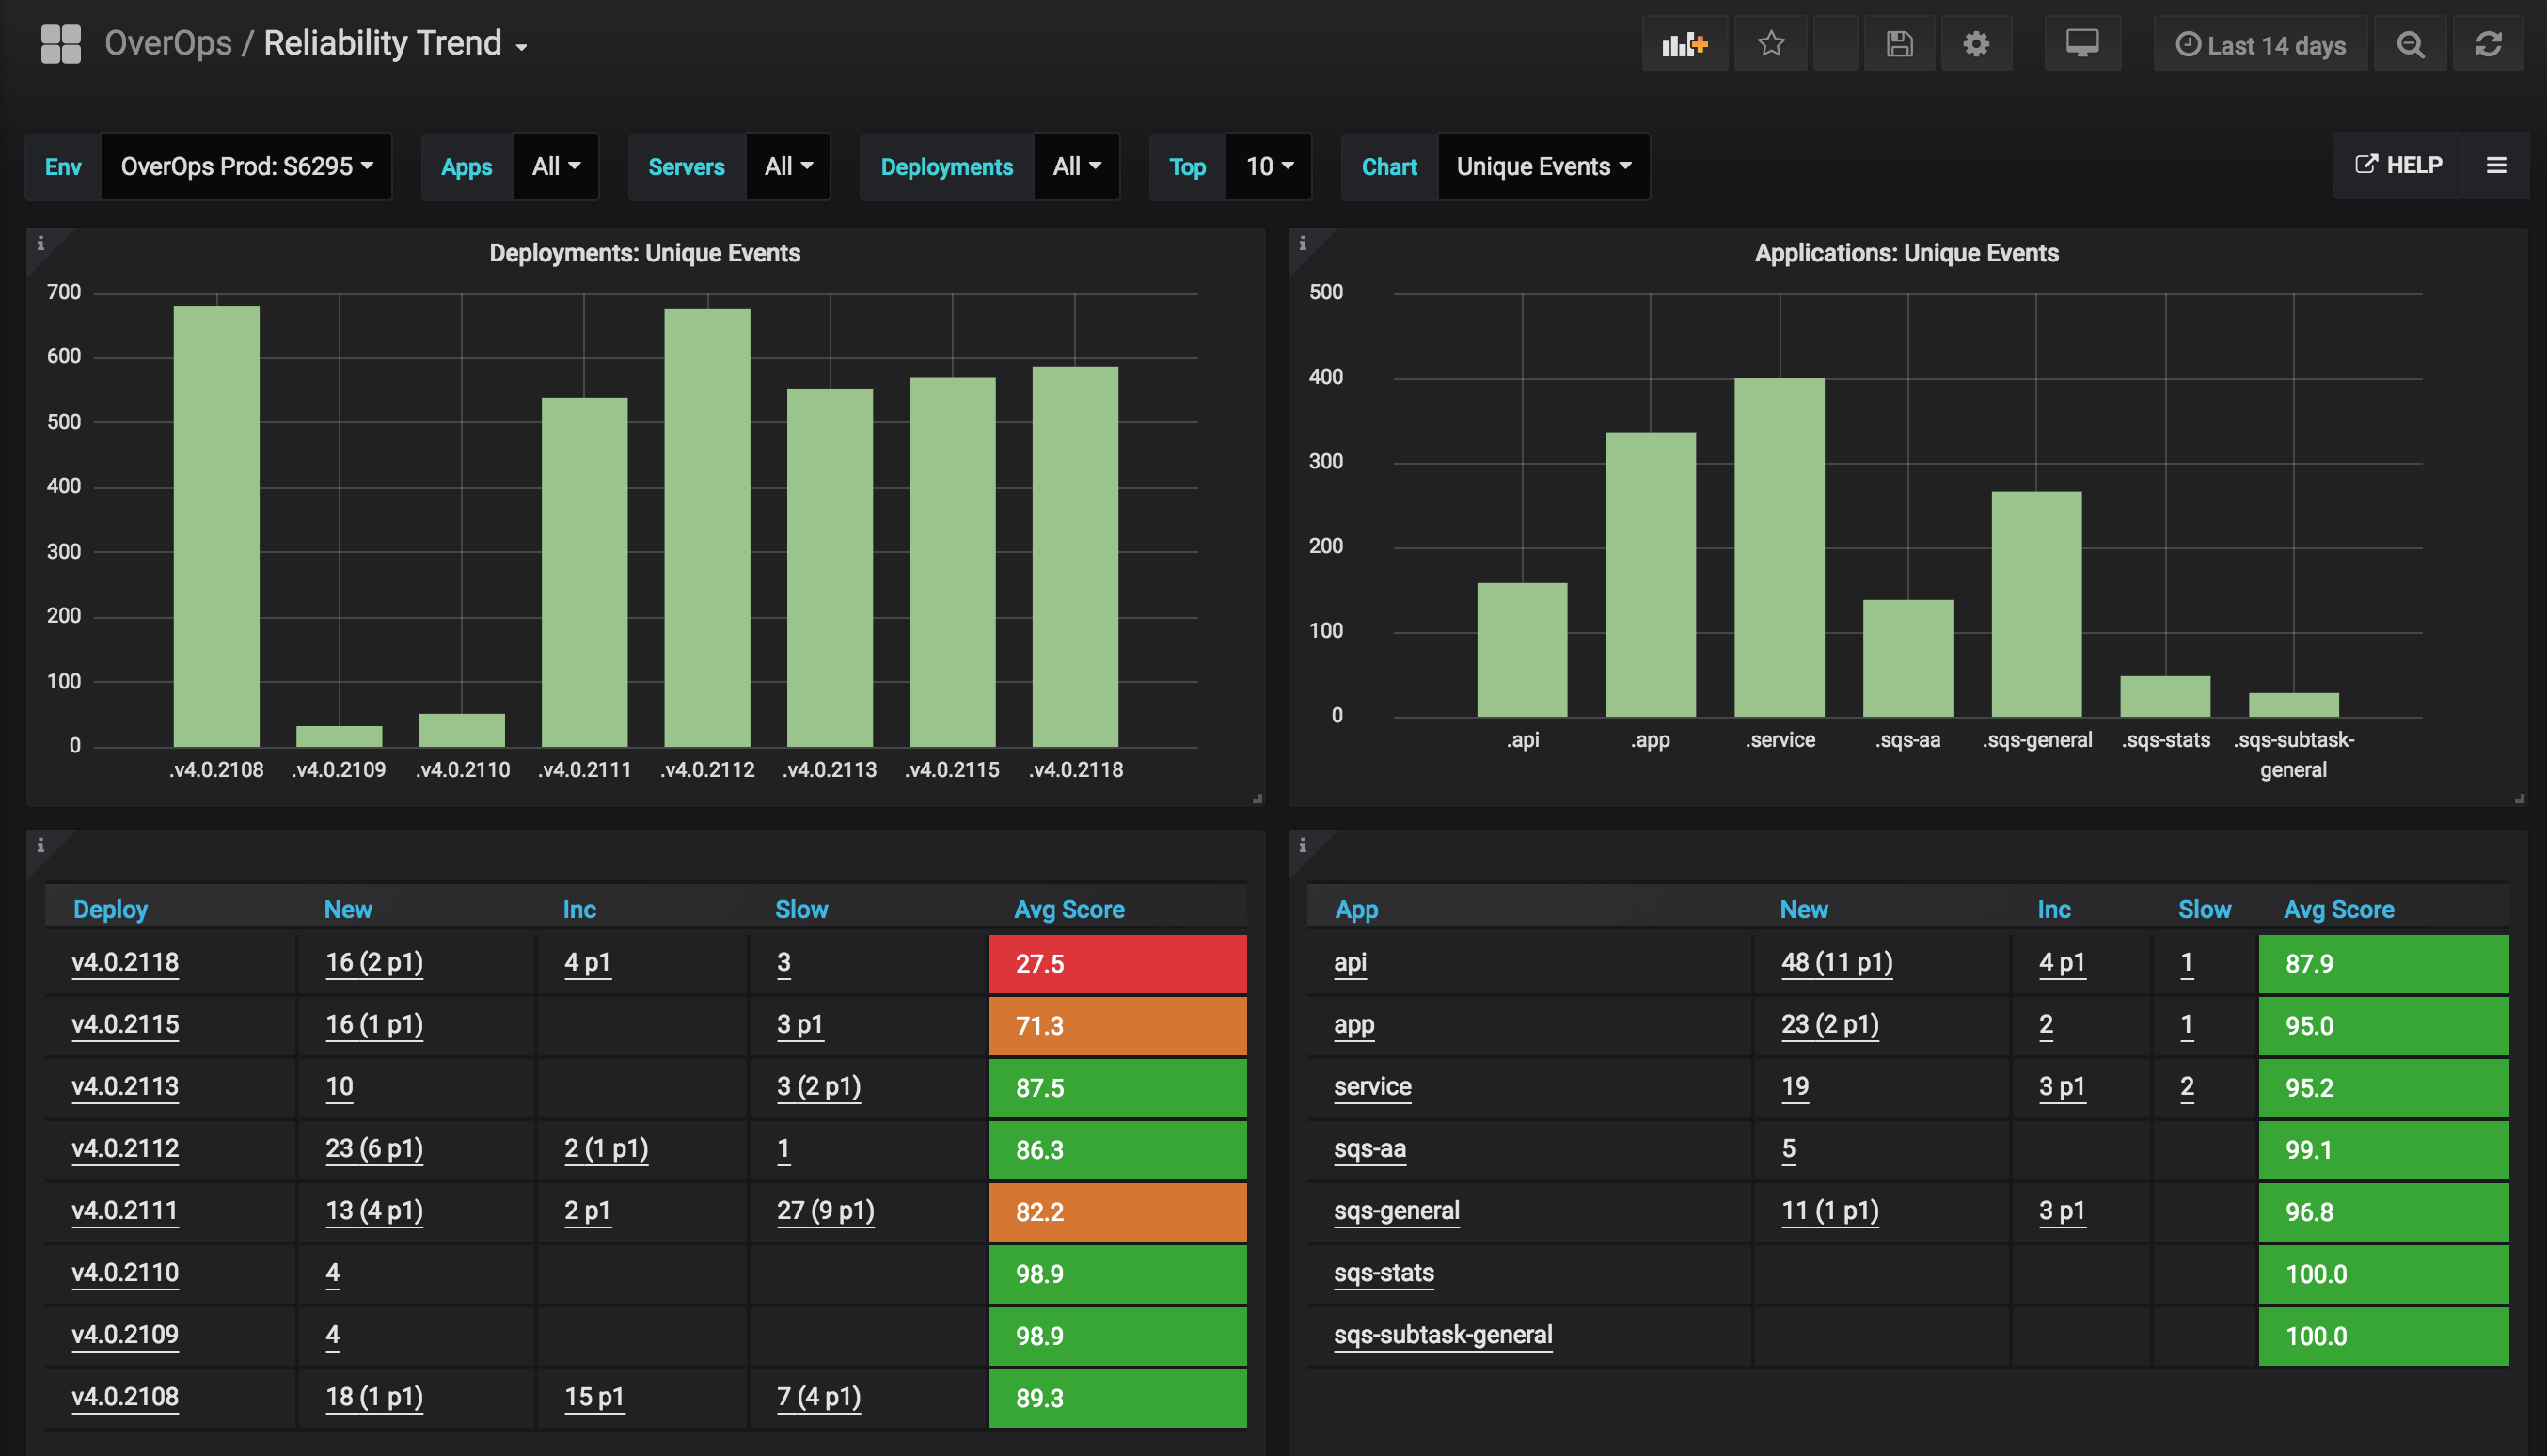 OverOps / Reliability Trend
Last 14 days
Env OverOps Prod: S6295 Apps All Servers All Deployments All Top 10 Chart Unique Events HELP
i
Deployments: Unique Events
700
600
500
400
300
200
100
0
.v4.0.2108 .v4.0.2109 .v4.0.2110 .v4.0.2111 .v4.0.2112 .v4.0.2113 .v4.0.2115 .v4.0.2118
i
Applications: Unique Events
500
400
300
200
100
0
.api .app .service .sqs-aa .sqs-general .sqs-stats .sqs-subtask-
general
i
Deploy New Inc Slow Avg Score
v4.0.2118 16 (2 p1) 4 p1 3 27.5
v4.0.2115 16 (1 p1) 3 p1 71.3
v4.0.2113 10 3 (2 p1) 87.5
v4.0.2112 23 (6 p1) 2 (1 p1) 1 86.3
v4.0.2111 13 (4 p1) 2 p1 27 (9 p1) 82.2
v4.0.2110 4 98.9
v4.0.2109 4 98.9
v4.0.2108 18 (1 p1) 15 p1 7 (4 p1) 89.3
i
App New Inc Slow Avg Score
api 48 (11 p1) 4 p1 1 87.9
app 23 (2 p1) 2 1 95.0
service 19 3 p1 2 95.2
sqs-aa 5 99.1
sqs-general 11 (1 p1) 3 p1 96.8
sqs-stats 100.0
sqs-subtask-general 100.0